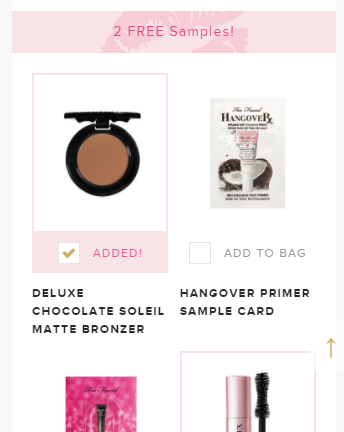 2 FREE Samples!
Too Faced
HANGOVERRx
ADDED!
ADD TO BAG
DELUXE
CHOCOLATE SOLEIL
MATTE BRONZER
HANGOVER PRIMER
SAMPLE CARD
Too Faced